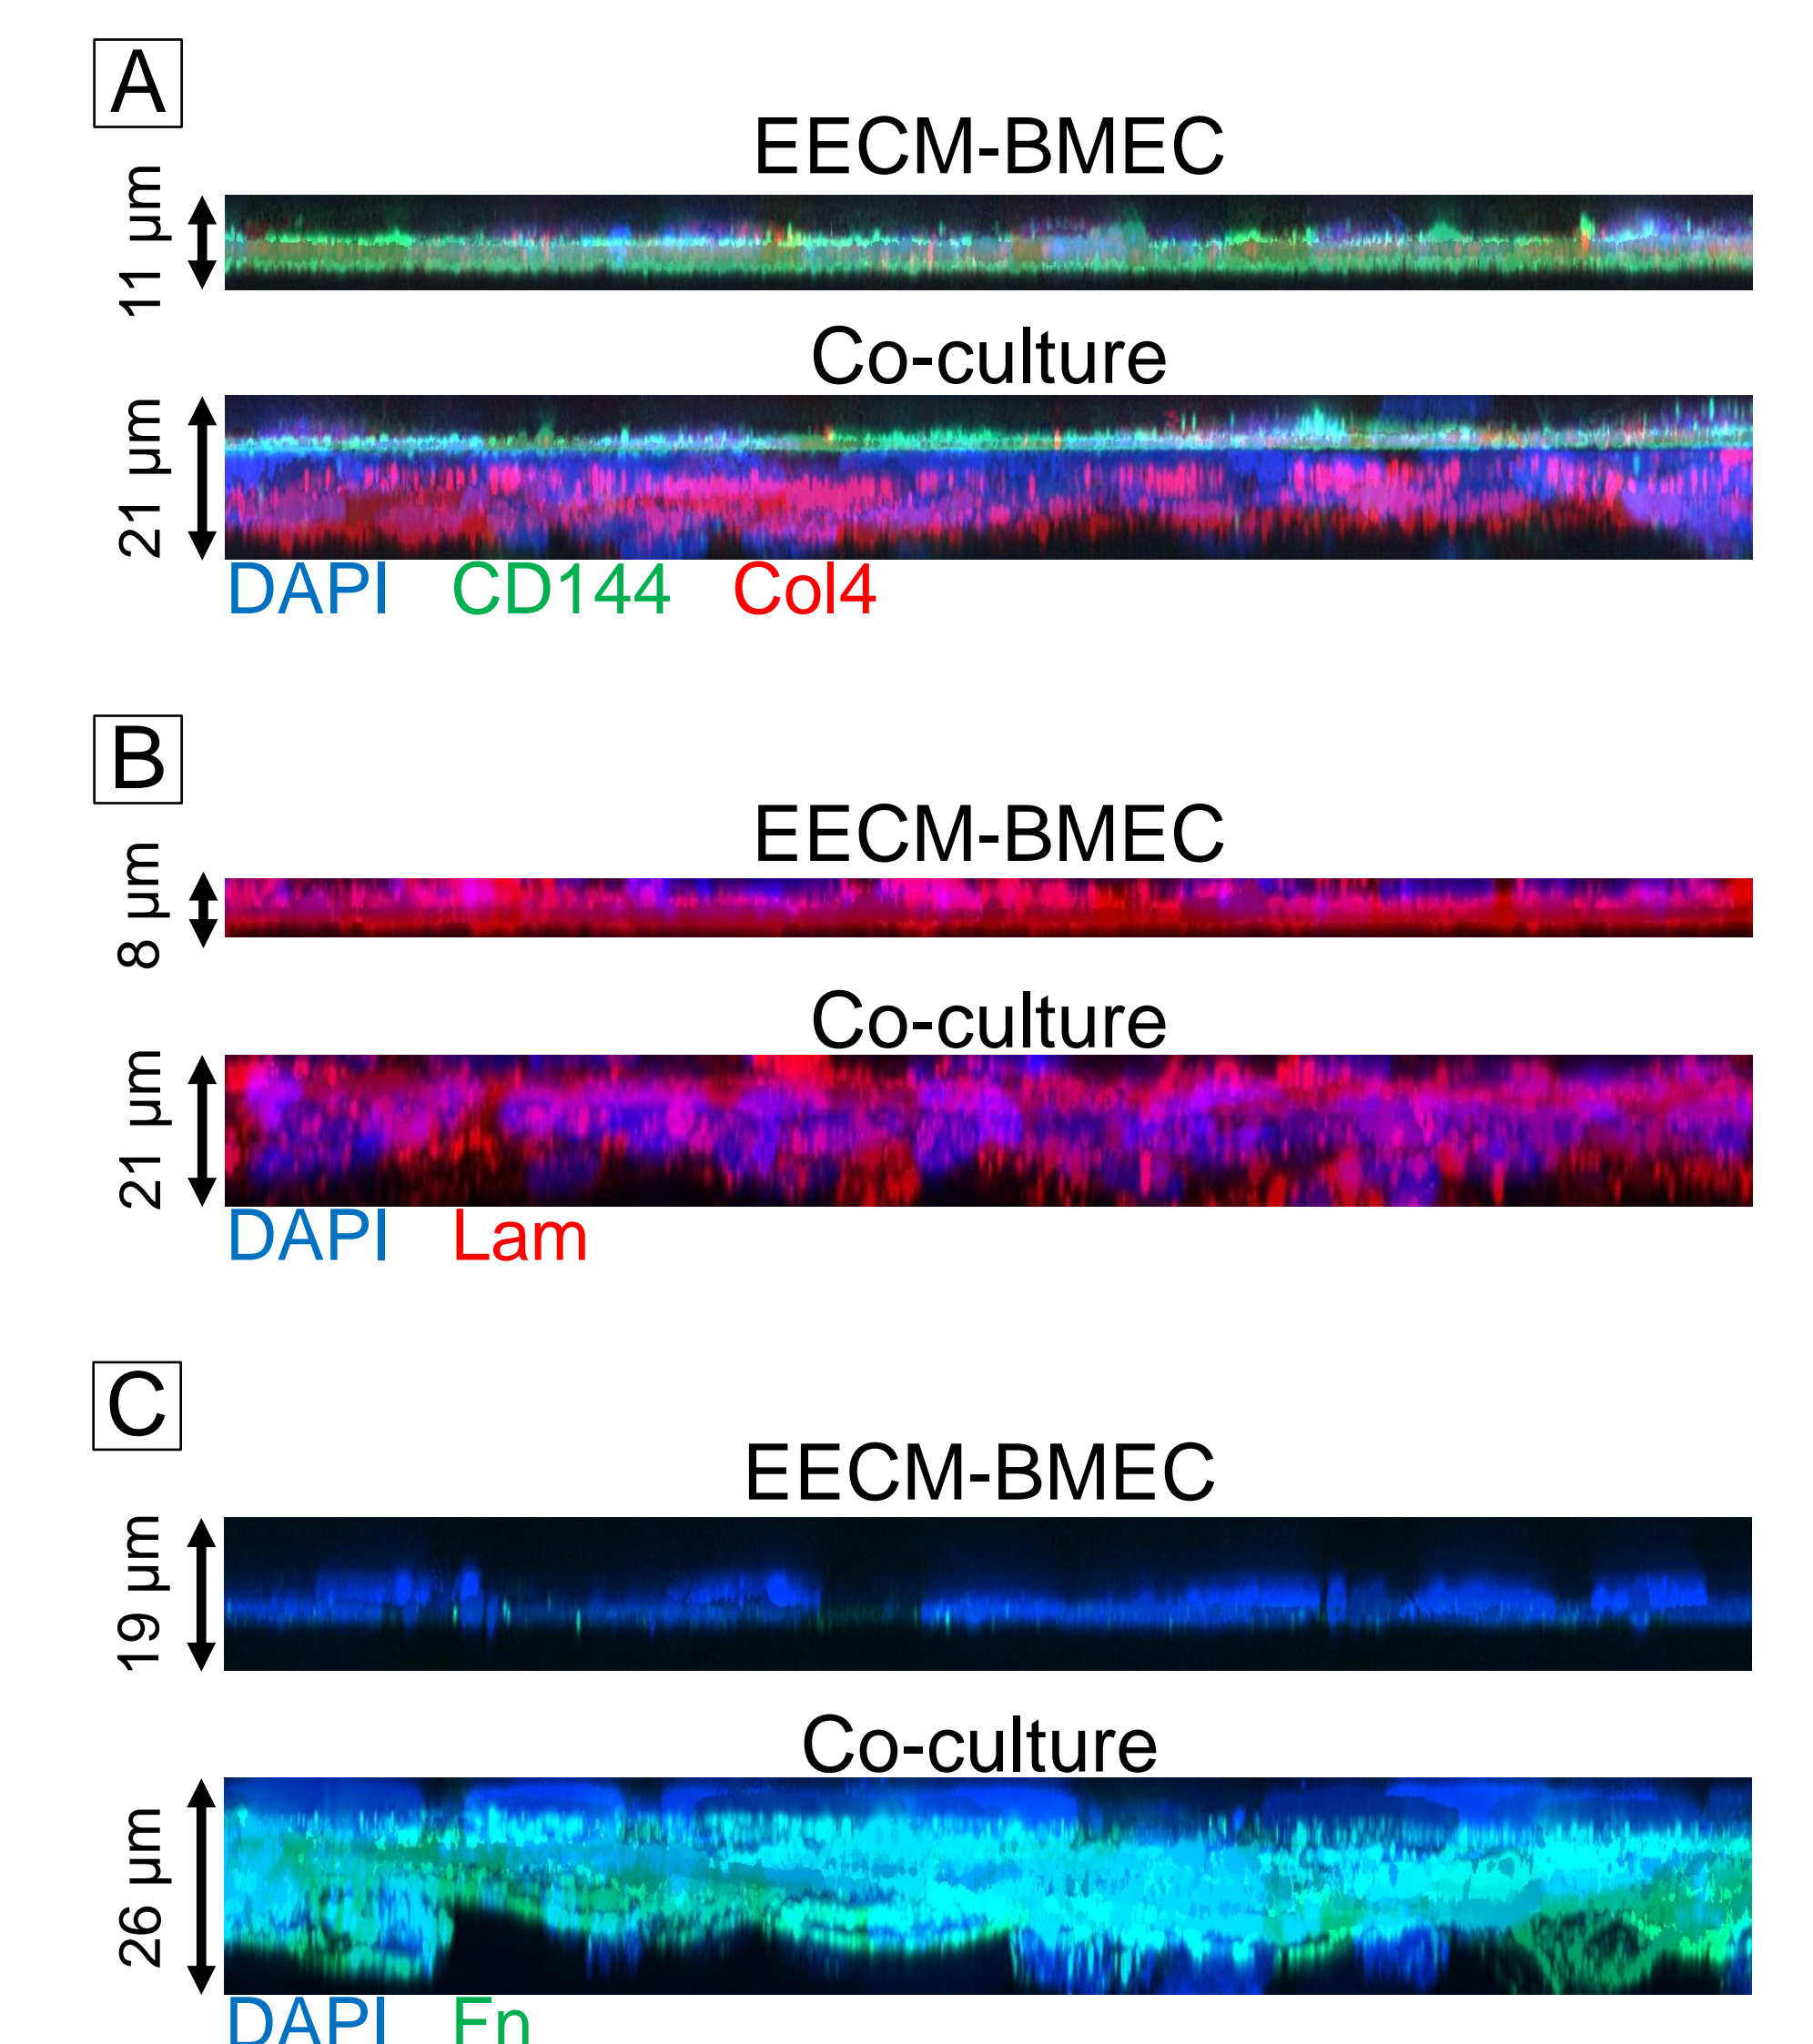 A
EECM-BMEC
11 µm
Co-culture
21 µm
DAPI CD144 Col4
B
EECM-BMEC
8 µm
Co-culture
21 µm
DAPI Lam
C
EECM-BMEC
19 µm
Co-culture
26 µm
DAPI Fn